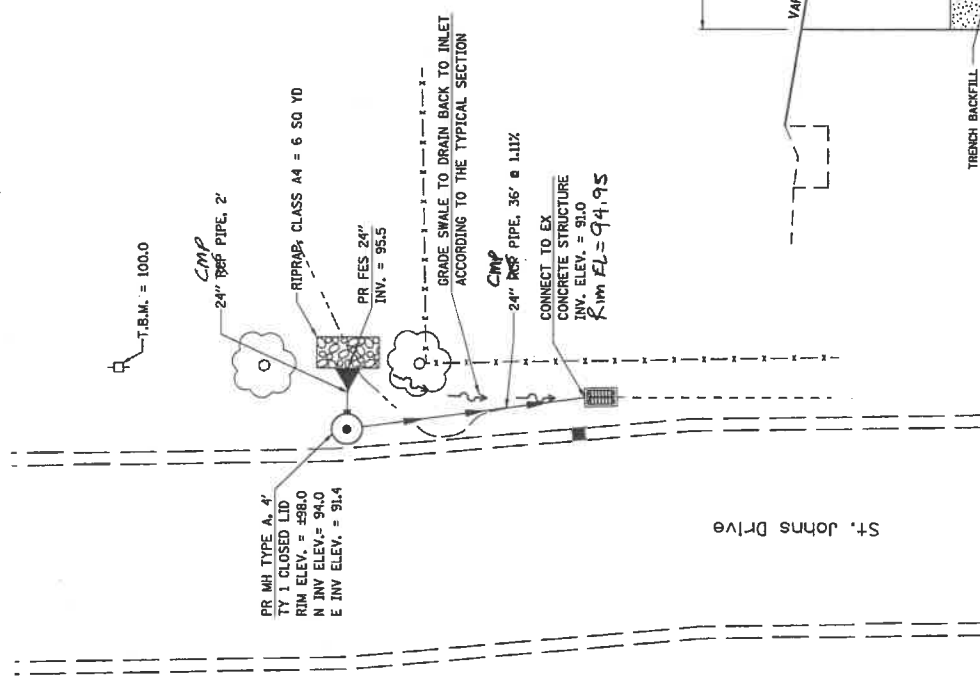 T.B.M. = 100.0
CMP
24" RCP PIPE, 2'
RIPRAP, CLASS A4 = 6 SQ YD
PR FES 24"
INV. = 95.5
GRADE SWALE TO DRAIN BACK TO INLET
ACCORDING TO THE TYPICAL SECTION
CMP
24" RCP PIPE, 36' @ 1.11%
CONNECT TO EX
CONCRETE STRUCTURE
INV. ELEV. = 91.0
Rim EL = 94.95
PR MH TYPE A, 4'
TY 1 CLOSED LID
RIM ELEV. = ±98.0
N INV ELEV.= 94.0
E INV ELEV. = 91.4
St. Johns Drive
TRENCH BACKFILL